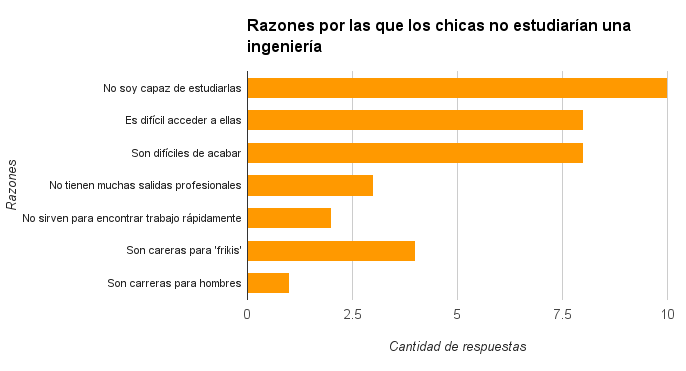 Razones por las que los chicas no estudiarían una
ingeniería
No soy capaz de estudiarlas
Es difícil acceder a ellas
Son difíciles de acabar
No tienen muchas salidas profesionales
No sirven para encontrar trabajo rápidamente
Son careras para 'frikis'
Son carreras para hombres
Razones
0
2.5
5
7.5
10
Cantidad de respuestas